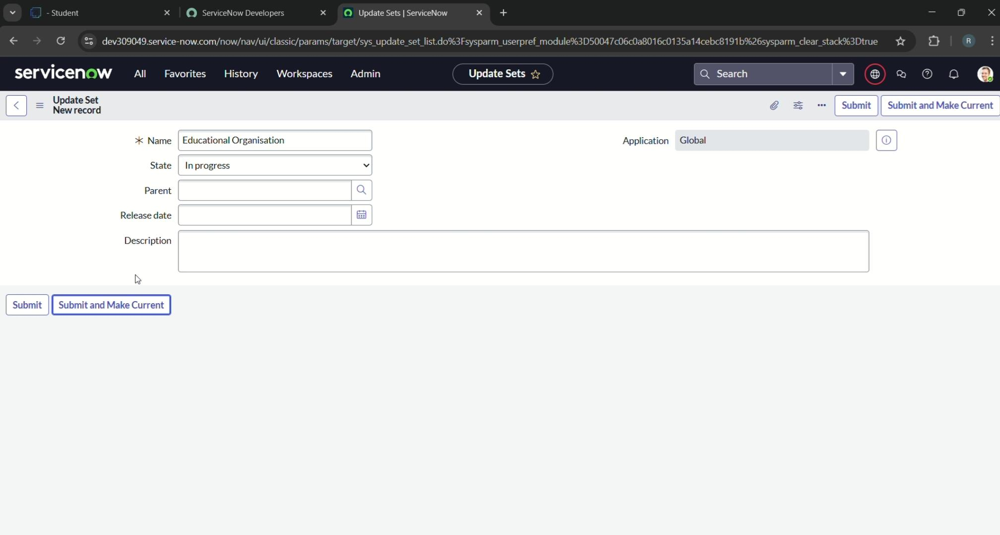 - Student
ServiceNow Developers
Update Sets | ServiceNow
dev309049.service-now.com/now/nav/ui/classic/params/target/sys_update_set_list.do%3Fsysparm_userpref_module%3D50047c06c0a8016c0135a14cebc8191b%26sysparm_clear_stack%3Dtrue
R
servicenow All Favorites History Workspaces Admin Update Sets Search
Update Set
New record
Submit Submit and Make Current
* Name Educational Organisation Application Global
State In progress
Parent
Release date
Description
Submit Submit and Make Current